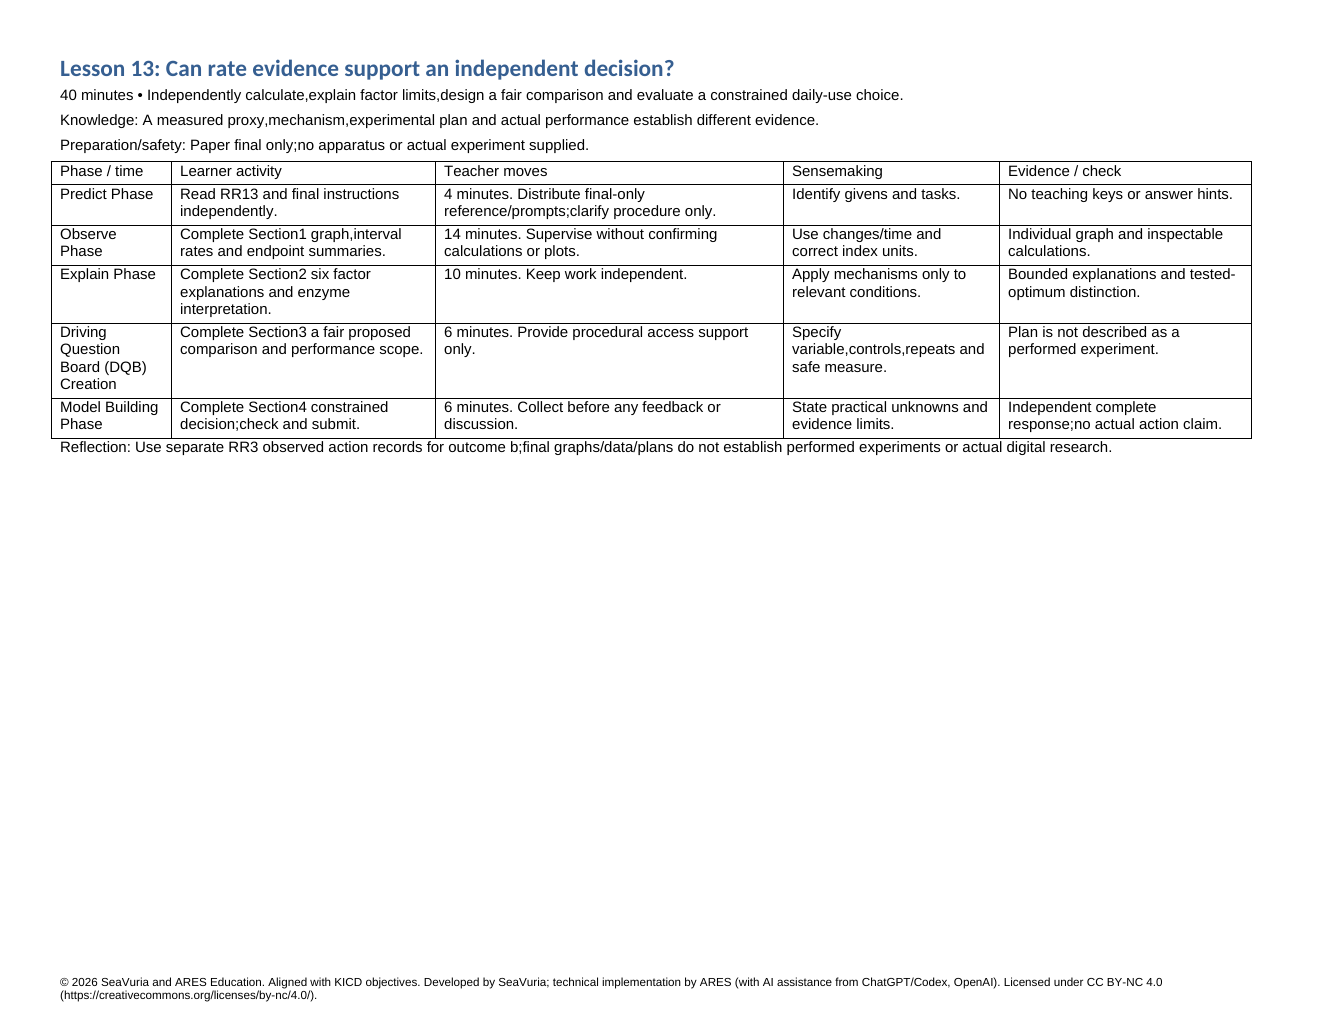 Lesson 13: Can rate evidence support an independent decision?
40 minutes • Independently calculate,explain factor limits,design a fair comparison and evaluate a constrained daily-use choice.
Knowledge: A measured proxy,mechanism,experimental plan and actual performance establish different evidence.
Preparation/safety: Paper final only;no apparatus or actual experiment supplied.
Phase / time
Learner activity
Teacher moves
Sensemaking
Evidence / check
Predict Phase
Read RR13 and final instructions
independently.
4 minutes. Distribute final-only
reference/prompts;clarify procedure only.
Identify givens and tasks.
No teaching keys or answer hints.
Observe
Phase
Complete Section1 graph,interval
rates and endpoint summaries.
14 minutes. Supervise without confirming
calculations or plots.
Use changes/time and
correct index units.
Individual graph and inspectable
calculations.
Explain Phase
Complete Section2 six factor
explanations and enzyme
interpretation.
10 minutes. Keep work independent.
Apply mechanisms only to
relevant conditions.
Bounded explanations and tested-
optimum distinction.
Driving
Question
Board (DQB)
Creation
Complete Section3 a fair proposed
comparison and performance scope.
6 minutes. Provide procedural access support
only.
Specify
variable,controls,repeats and
safe measure.
Plan is not described as a
performed experiment.
Model Building
Phase
Complete Section4 constrained
decision;check and submit.
6 minutes. Collect before any feedback or
discussion.
State practical unknowns and
evidence limits.
Independent complete
response;no actual action claim.
Reflection: Use separate RR3 observed action records for outcome b;final graphs/data/plans do not establish performed experiments or actual digital research.
© 2026 SeaVuria and ARES Education. Aligned with KICD objectives. Developed by SeaVuria; technical implementation by ARES (with AI assistance from ChatGPT/Codex, OpenAI). Licensed under CC BY-NC 4.0
(https://creativecommons.org/licenses/by-nc/4.0/).